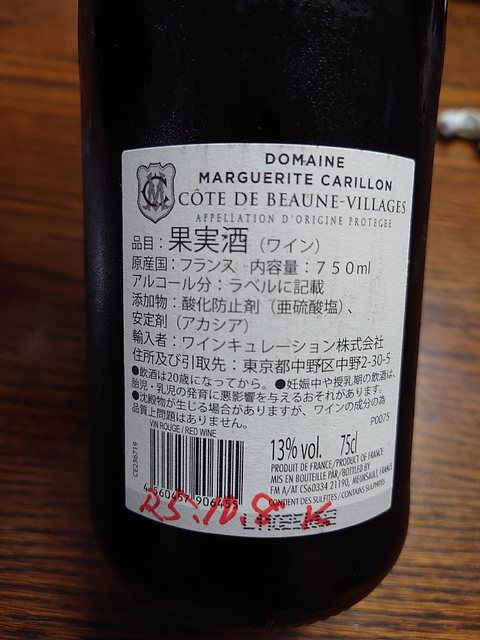 DOMAINE
MARGUERITE CARILLON
CÔTE DE BEAUNE-VILLAGES
APPELLATION D'ORIGINE PROTEGEE
品目：果実酒（ワイン）
原産国：フランス 内容量：７５０ml
アルコール分：ラベルに記載
添加物：酸化防止剤（亜硫酸塩）、
安定剤（アカシア）
輸入者：ワインキュレーション株式会社
住所及び引取先：東京都中野区中野2-30-5
●飲酒は20歳になってから。●妊娠中や授乳期の飲酒は、
胎児・乳児の発育に悪影響を与えるおそれがあります。
●沈殿物が生じる場合がありますが、ワインの成分の為
品質上問題はありません。
P0075
VIN ROUGE/RED WINE
CE236719
4 560457 906455
13% vol. 75cl
PRODUIT DE FRANCE/PRODUCT OF FRANCE
MIS EN BOUTEILLE PAR/BOTTLED BY
FM A/AT CS60334 21190, MEURSAULT, FRANCE
CONTIENT DES SULFITES / CONTAINS SULPHIDES
R5.10.8 K